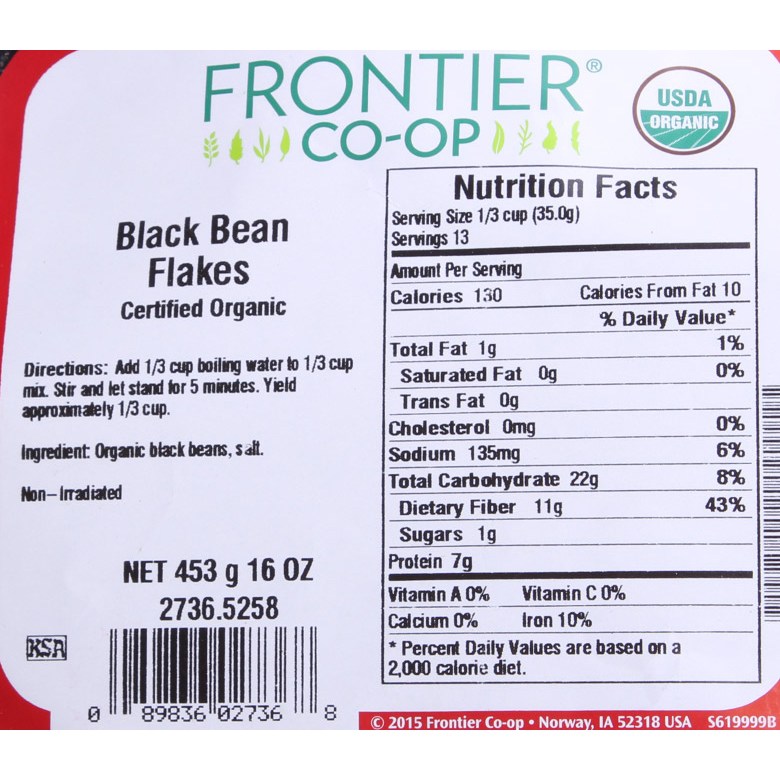 FRONTIER®
CO-OP
USDA
ORGANIC
Black Bean
Flakes
Certified Organic
Directions: Add 1/3 cup boiling water to 1/3 cup
mix. Stir and let stand for 5 minutes. Yield
approximately 1/3 cup.
Ingredient: Organic black beans, salt.
Non-Irradiated
NET 453 g 16 OZ
2736.5258
KSA
0 89836 02736 8
Nutrition Facts
Serving Size 1/3 cup (35.0g)
Servings 13
Amount Per Serving
Calories 130 Calories From Fat 10
% Daily Value*
Total Fat 1g 1%
Saturated Fat 0g 0%
Trans Fat 0g
Cholesterol 0mg 0%
Sodium 135mg 6%
Total Carbohydrate 22g 8%
Dietary Fiber 11g 43%
Sugars 1g
Protein 7g
Vitamin A 0% Vitamin C 0%
Calcium 0% Iron 10%
* Percent Daily Values are based on a
2,000 calorie diet.
© 2015 Frontier Co-op • Norway, IA 52318 USA S619999B